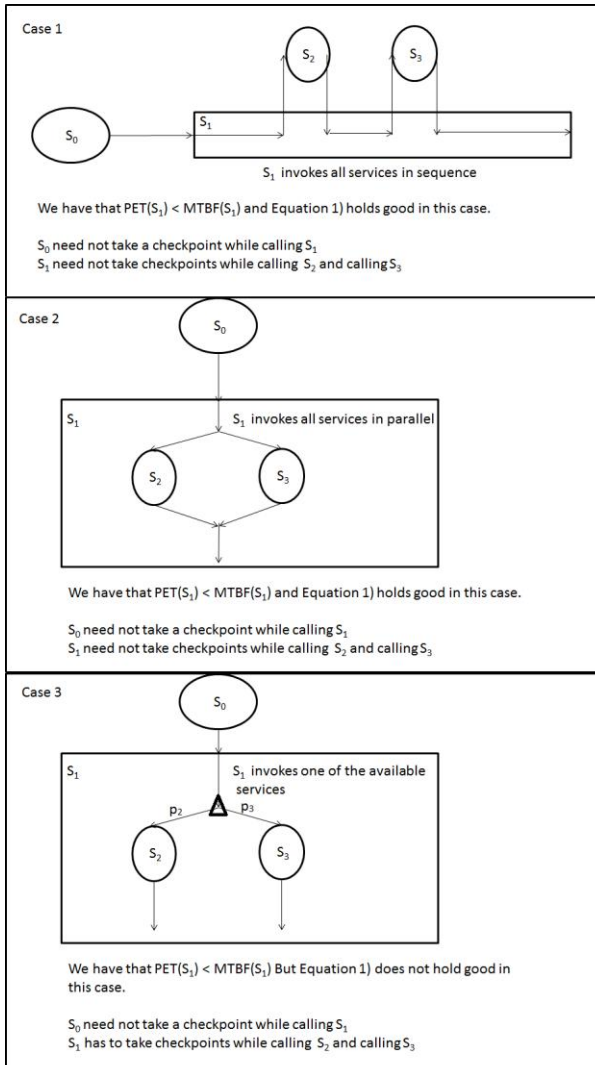 Case 1
S₂
S₃
S₀
S₁
S₁ invokes all services in sequence
We have that PET(S₁) < MTBF(S₁) and Equation 1) holds good in this case.
S₀ need not take a checkpoint while calling S₁
S₁ need not take checkpoints while calling S₂ and calling S₃
Case 2
S₀
S₁
S₁ invokes all services in parallel
S₂
S₃
We have that PET(S₁) < MTBF(S₁) and Equation 1) holds good in this case.
S₀ need not take a checkpoint while calling S₁
S₁ need not take checkpoints while calling S₂ and calling S₃
Case 3
S₀
S₁
S₁ invokes one of the available
services
p₂
p₃
S₂
S₃
We have that PET(S₁) < MTBF(S₁) But Equation 1) does not hold good in
this case.
S₀ need not take a checkpoint while calling S₁
S₁ has to take checkpoints while calling S₂ and calling S₃